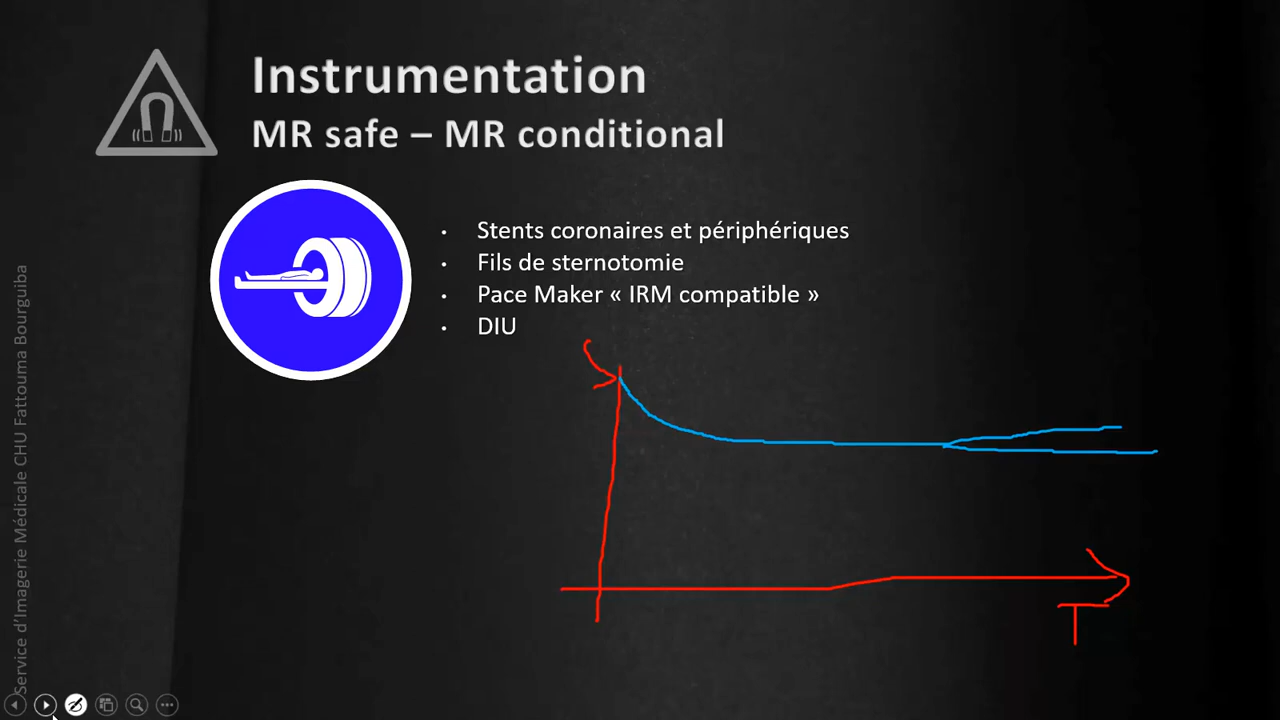 Instrumentation
MR safe – MR conditional
• Stents coronaires et périphériques
• Fils de sternotomie
• Pace Maker « IRM compatible »
• DIU
T
Service d'Imagerie Médicale CHU Fattouma Bourguiba